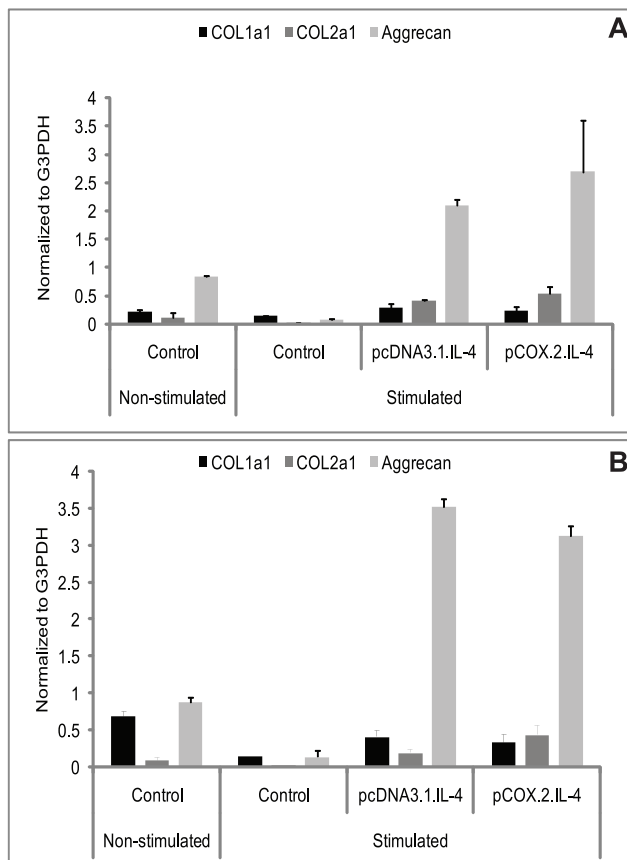 A
COL1a1 COL2a1 Aggrecan
Normalized to G3PDH
4
3.5
3
2.5
2
1.5
1
0.5
0
Control Control pcDNA3.1.IL-4 pCOX.2.IL-4
Non-stimulated Stimulated
B
COL1a1 COL2a1 Aggrecan
Normalized to G3PDH
4
3.5
3
2.5
2
1.5
1
0.5
0
Control Control pcDNA3.1.IL-4 pCOX.2.IL-4
Non-stimulated Stimulated